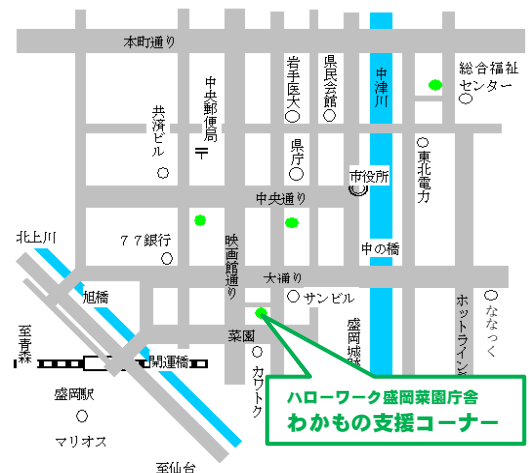 本町通り
総合福祉
センター
岩手医大
県民会館
中津川
中央郵便局
共済ビル
〒
県庁
市役所
東北電力
中央通り
北上川
77銀行
映画館通り
中の橋
大通り
旭橋
サンビル
ななっく
菜園
盛岡城跡
至青森
開運橋
カワトク
盛岡駅
マリオス
至仙台
ハローワーク盛岡菜園庁舎
わかもの支援コーナー